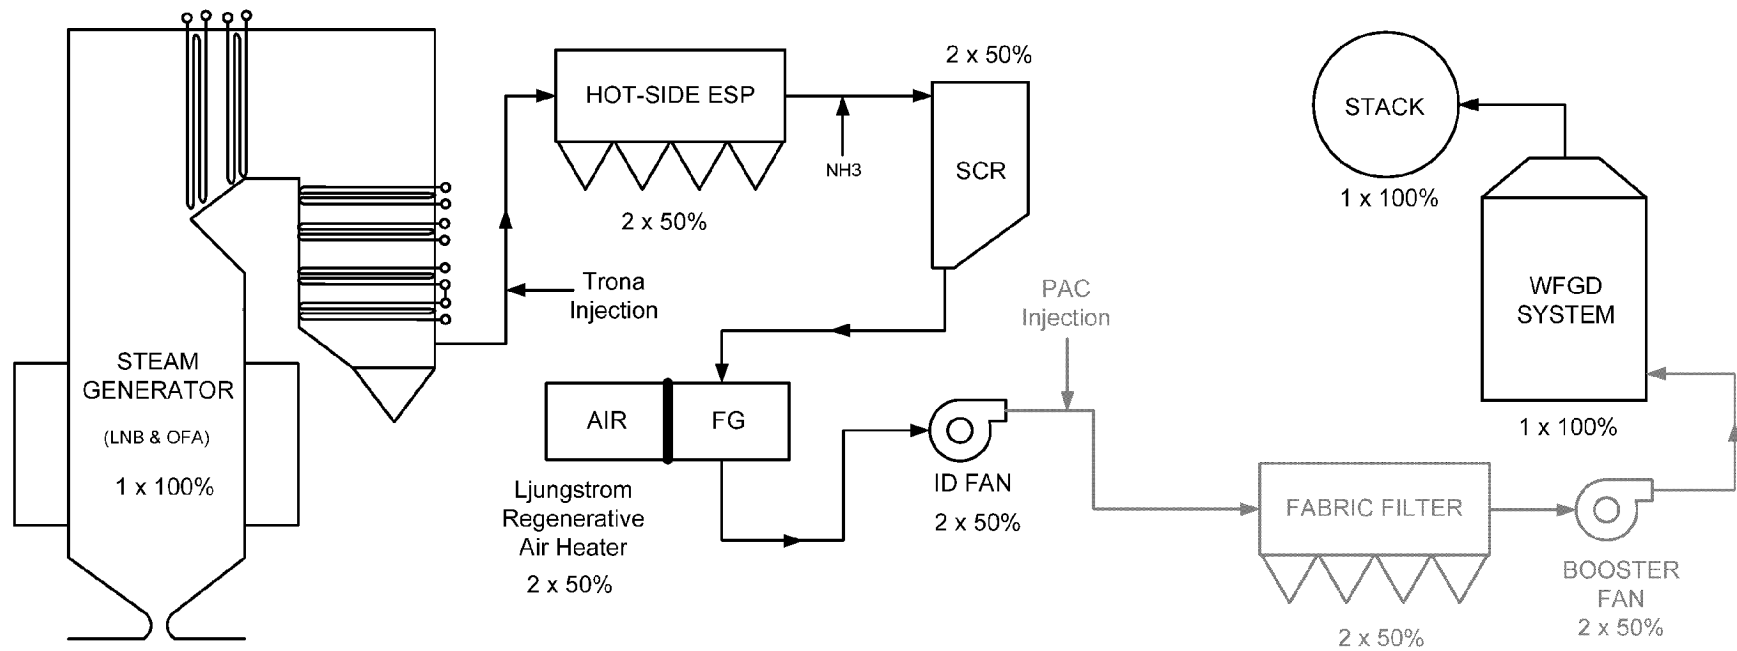 STEAM
GENERATOR
(LNB & OFA)
1 x 100%
Trona
Injection
HOT-SIDE ESP
2 x 50%
NH3
2 x 50%
SCR
AIR
FG
Ljungstrom
Regenerative
Air Heater
2 x 50%
ID FAN
2 x 50%
PAC
Injection
FABRIC FILTER
2 x 50%
BOOSTER
FAN
2 x 50%
WFGD
SYSTEM
1 x 100%
STACK
1 x 100%